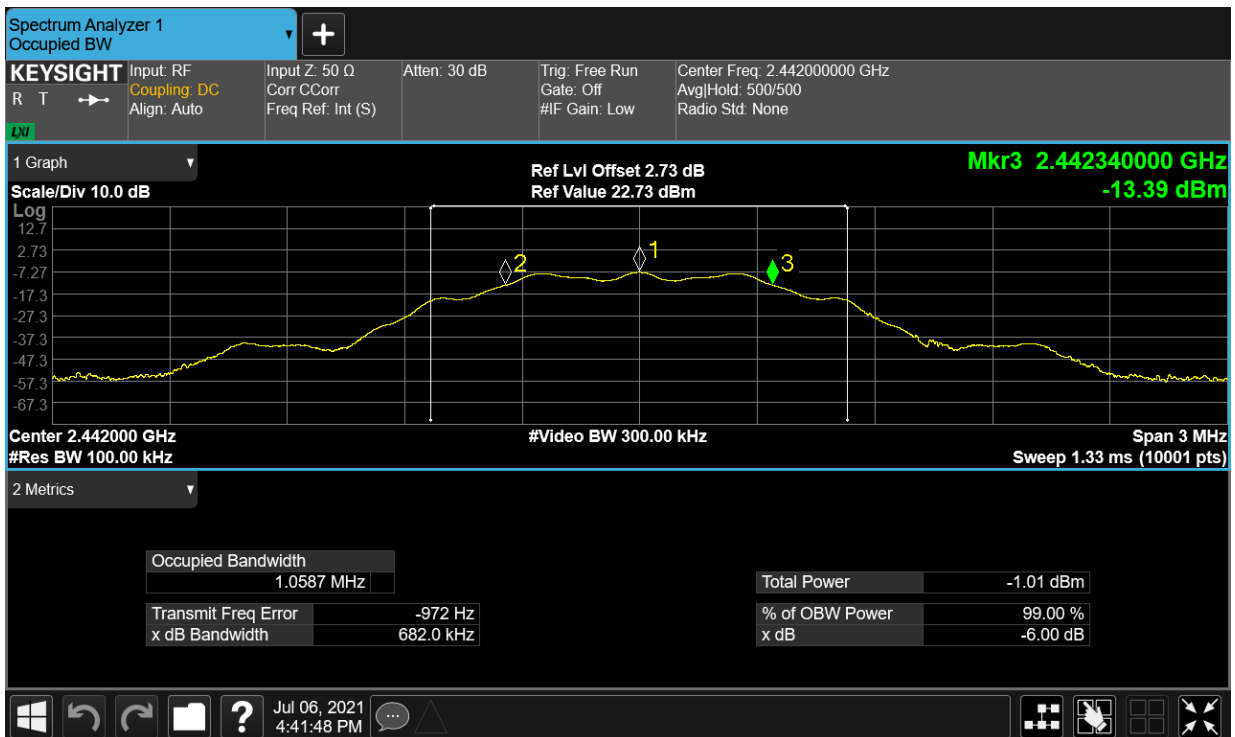 Spectrum Analyzer 1
Occupied BW
▼
+
KEYSIGHT
R T
LXI
Input: RF
Coupling: DC
Align: Auto
Input Z: 50 Ω
Corr CCorr
Freq Ref: Int (S)
Atten: 30 dB
Trig: Free Run
Gate: Off
#IF Gain: Low
Center Freq: 2.442000000 GHz
Avg|Hold: 500/500
Radio Std: None
1 Graph
▼
Ref Lvl Offset 2.73 dB
Mkr3 2.442340000 GHz
Scale/Div 10.0 dB
Ref Value 22.73 dBm
-13.39 dBm
Log
12.7
2.73
-7.27
-17.3
-27.3
-37.3
-47.3
-57.3
-67.3
2
1
3
Center 2.442000 GHz
#Video BW 300.00 kHz
Span 3 MHz
#Res BW 100.00 kHz
Sweep 1.33 ms (10001 pts)
2 Metrics
▼
Occupied Bandwidth
1.0587 MHz
Total Power -1.01 dBm
Transmit Freq Error -972 Hz
% of OBW Power 99.00 %
x dB Bandwidth 682.0 kHz
x dB -6.00 dB
?
Jul 06, 2021
4:41:48 PM